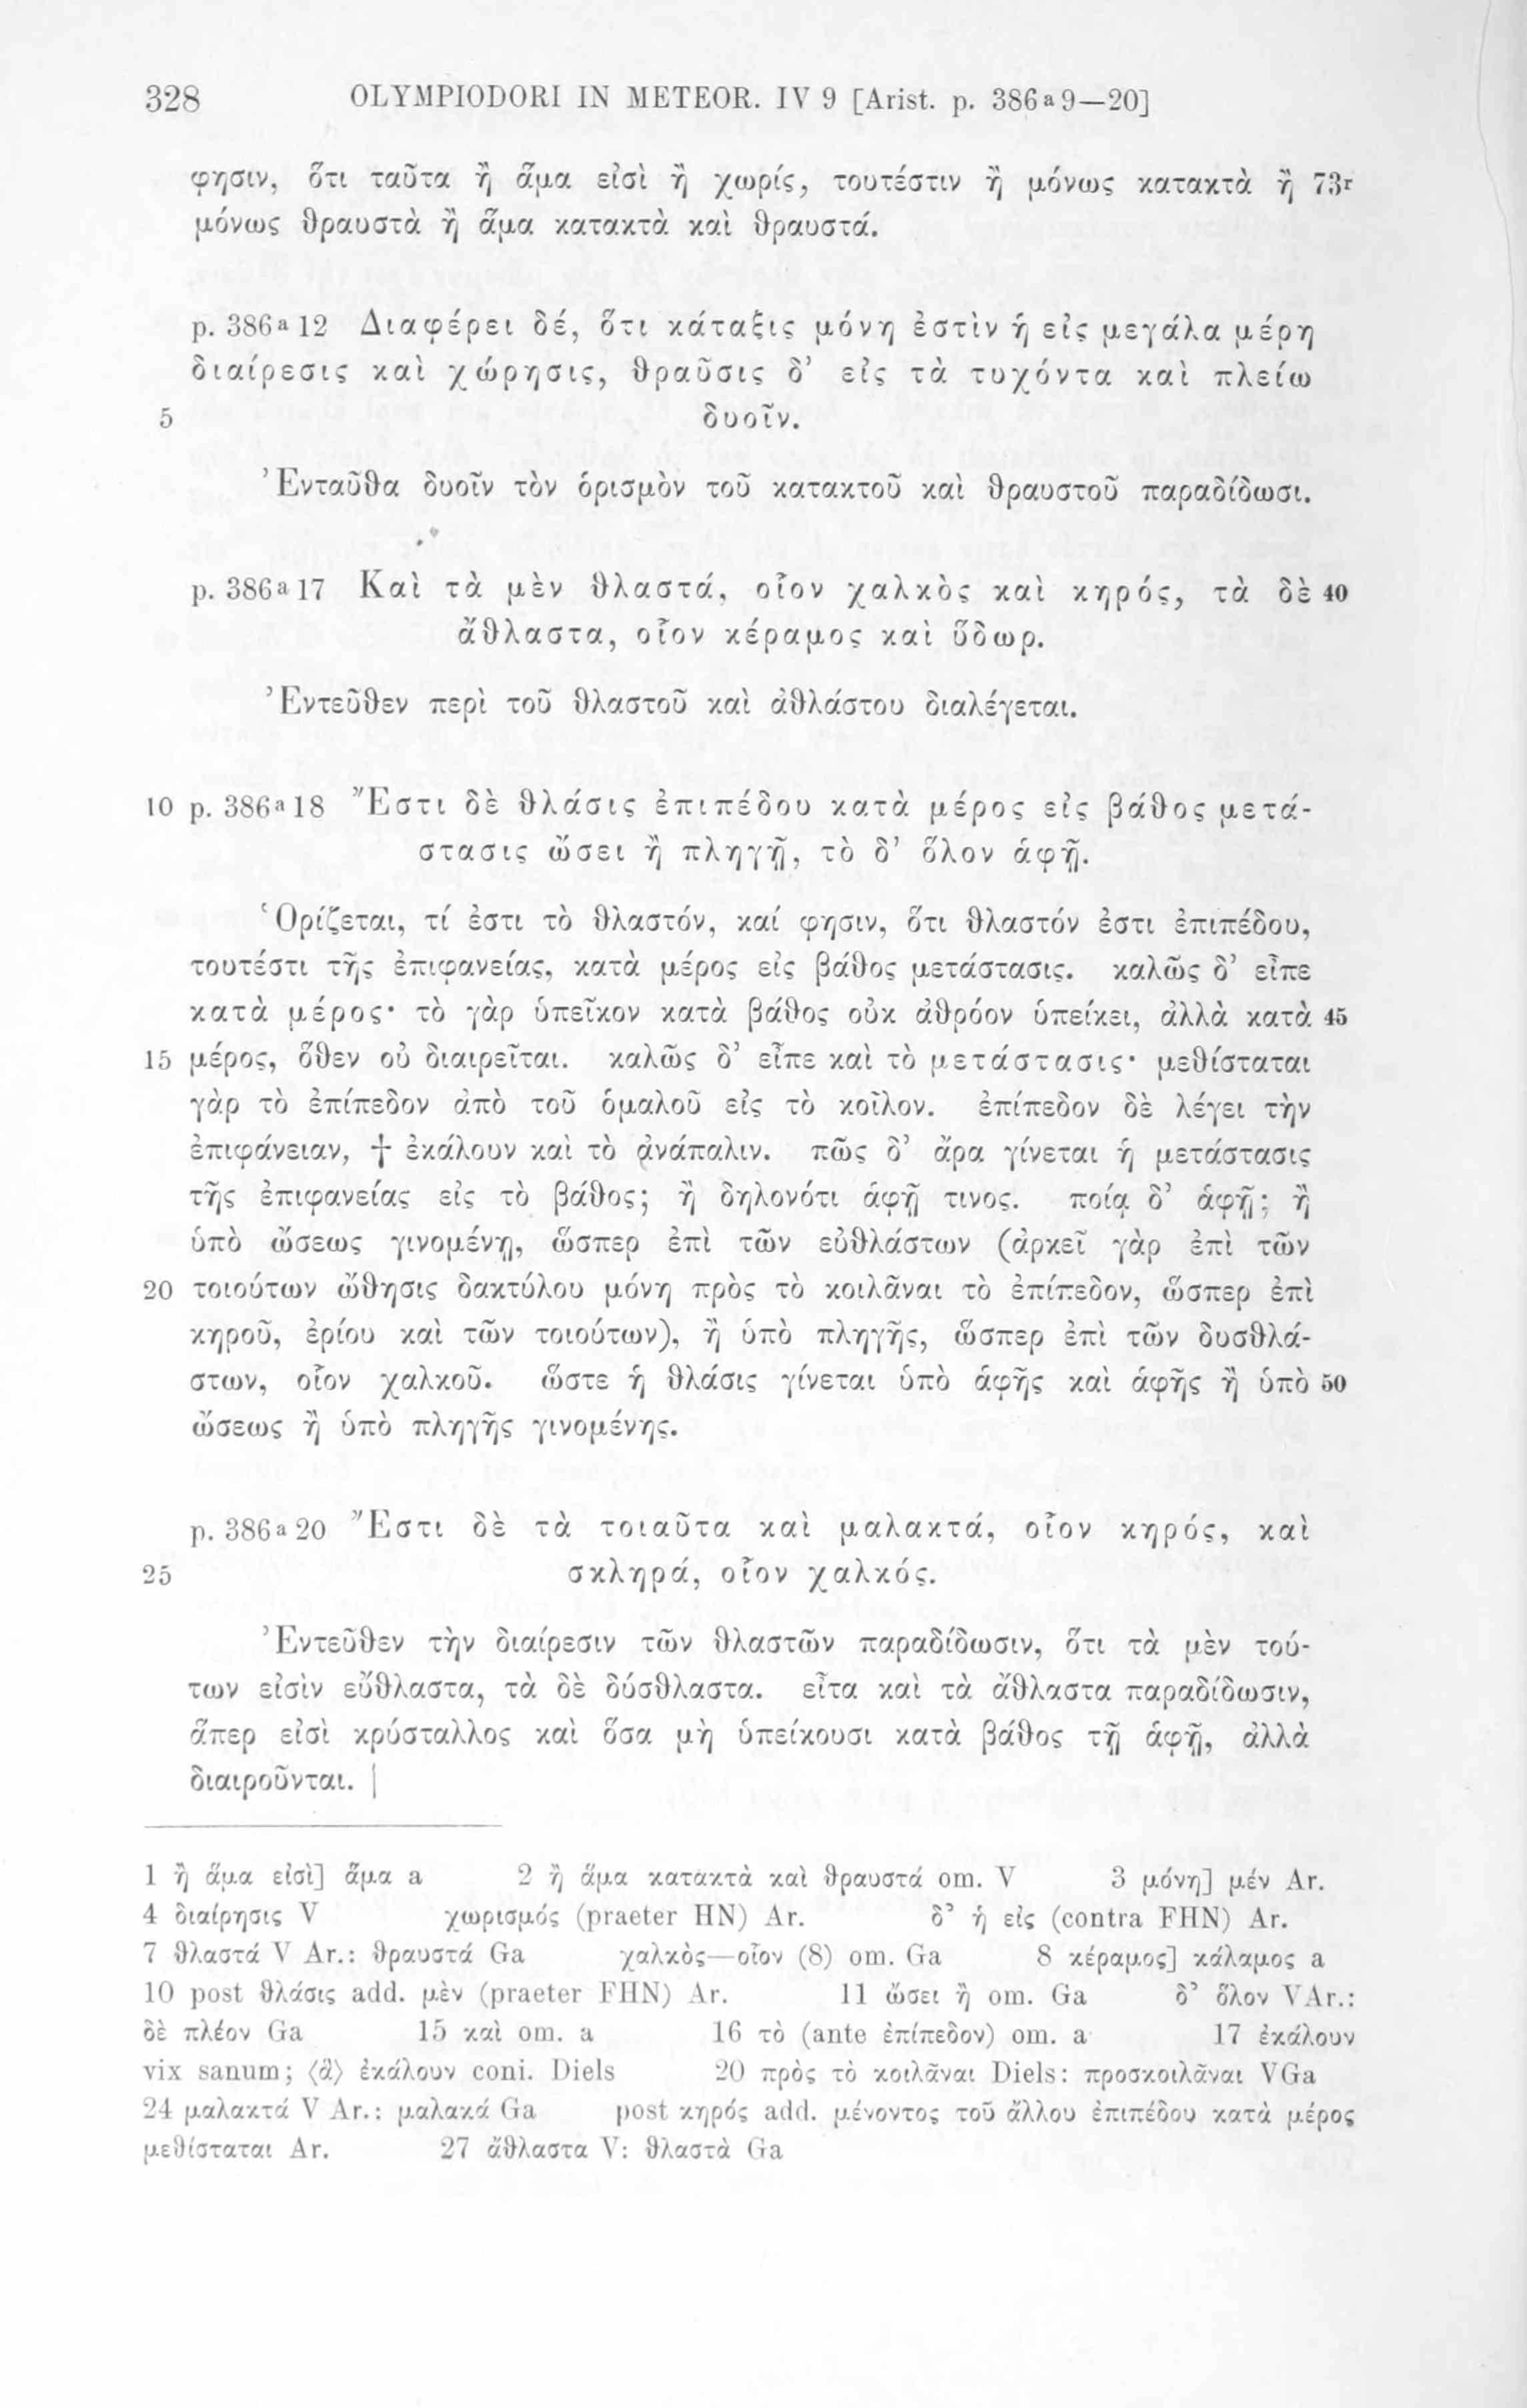 328 OLYMPIODORI IN METEOR. IV 9 [Arist. p. 386ᵃ9—20]
φησιν, ὅτι ταῦτα ἢ ἅμα εἰσὶ ἢ χωρίς, τουτέστιν ἢ μόνως κατακτὰ ἢ 73ʳ
μόνως θραυστὰ ἢ ἅμα κατακτὰ καὶ θραυστά.
p. 386ᵃ12 Διαφέρει δέ, ὅτι κάταξις μόνη ἐστὶν ἡ εἰς μεγάλα μέρη
διαίρεσις καὶ χώρησις, θραῦσις δ’ εἰς τὰ τυχόντα καὶ πλείω
5 δυοῖν.
Ἐνταῦθα δυοῖν τὸν ὁρισμὸν τοῦ κατακτοῦ καὶ θραυστοῦ παραδίδωσι.
p. 386ᵃ17 Καὶ τὰ μὲν θλαστά, οἷον χαλκὸς καὶ κηρός, τὰ δὲ 40
ἄθλαστα, οἷον κέραμος καὶ ὕδωρ.
Ἐντεῦθεν περὶ τοῦ θλαστοῦ καὶ ἀθλάστου διαλέγεται.
10 p. 386ᵃ18 Ἔστι δὲ θλάσις ἐπιπέδου κατὰ μέρος εἰς βάθος μετά-
στασις ὤσει ἢ πληγῇ, τὸ δ’ ὅλον ἁφῇ.
Ὁρίζεται, τί ἐστι τὸ θλαστόν, καί φησιν, ὅτι θλαστόν ἐστι ἐπιπέδου,
τουτέστι τῆς ἐπιφανείας, κατὰ μέρος εἰς βάθος μετάστασις. καλῶς δ’ εἶπε
κατὰ μέρος· τὸ γὰρ ὑπεῖκον κατὰ βάθος οὐκ ἀθρόον ὑπείκει, ἀλλὰ κατὰ 45
15 μέρος, ὅθεν οὐ διαιρεῖται. καλῶς δ’ εἶπε καὶ τὸ μετάστασις· μεθίσταται
γὰρ τὸ ἐπίπεδον ἀπὸ τοῦ ὁμαλοῦ εἰς τὸ κοῖλον. ἐπίπεδον δὲ λέγει τὴν
ἐπιφάνειαν, † ἐκάλουν καὶ τὸ ἀνάπαλιν. πῶς δ’ ἄρα γίνεται ἡ μετάστασις
τῆς ἐπιφανείας εἰς τὸ βάθος; ἢ δηλονότι ἁφῇ τινος. ποίᾳ δ’ ἁφῇ; ἢ
ὑπὸ ὤσεως γινομένῃ, ὥσπερ ἐπὶ τῶν εὐθλάστων (ἀρκεῖ γὰρ ἐπὶ τῶν
20 τοιούτων ὤθησις δακτύλου μόνη πρὸς τὸ κοιλᾶναι τὸ ἐπίπεδον, ὥσπερ ἐπὶ
κηροῦ, ἐρίου καὶ τῶν τοιούτων), ἢ ὑπὸ πληγῆς, ὥσπερ ἐπὶ τῶν δυσθλά-
στων, οἷον χαλκοῦ. ὥστε ἡ θλάσις γίνεται ὑπὸ ἁφῆς καὶ ἁφῆς ἢ ὑπὸ 50
ὤσεως ἢ ὑπὸ πληγῆς γινομένης.
p. 386ᵃ20 Ἔστι δὲ τὰ τοιαῦτα καὶ μαλακτά, οἷον κηρός, καὶ
25 σκληρά, οἷον χαλκός.
Ἐντεῦθεν τὴν διαίρεσιν τῶν θλαστῶν παραδίδωσιν, ὅτι τὰ μὲν τού-
των εἰσὶν εὔθλαστα, τὰ δὲ δύσθλαστα. εἶτα καὶ τὰ ἄθλαστα παραδίδωσιν,
ἅπερ εἰσὶ κρύσταλλος καὶ ὅσα μὴ ὑπείκουσι κατὰ βάθος τῇ ἁφῇ, ἀλλὰ
διαιροῦνται. |
1 ἢ ἅμα εἰσὶ] ἅμα a 2 ἢ ἅμα κατακτὰ καὶ θραυστά om. V 3 μόνη] μέν Ar.
4 διαίρησις V χωρισμός (praeter HN) Ar. δ’ ἡ εἰς (contra FHN) Ar.
7 θλαστά V Ar.: θραυστά Ga χαλκὸς—οἷον (8) om. Ga 8 κέραμος] κάλαμος a
10 post θλάσις add. μὲν (praeter FHN) Ar. 11 ὤσει ἢ om. Ga δ’ ὅλον VAr.:
δὲ πλέον Ga 15 καὶ om. a 16 τὸ (ante ἐπίπεδον) om. a 17 ἐκάλουν
vix sanum; ⟨ἃ⟩ ἐκάλουν coni. Diels 20 πρὸς τὸ κοιλᾶναι Diels: προσκοιλᾶναι VGa
24 μαλακτά V Ar.: μαλακά Ga post κηρός add. μένοντος τοῦ ἄλλου ἐπιπέδου κατὰ μέρος
μεθίσταται Ar. 27 ἄθλαστα V: θλαστὰ Ga